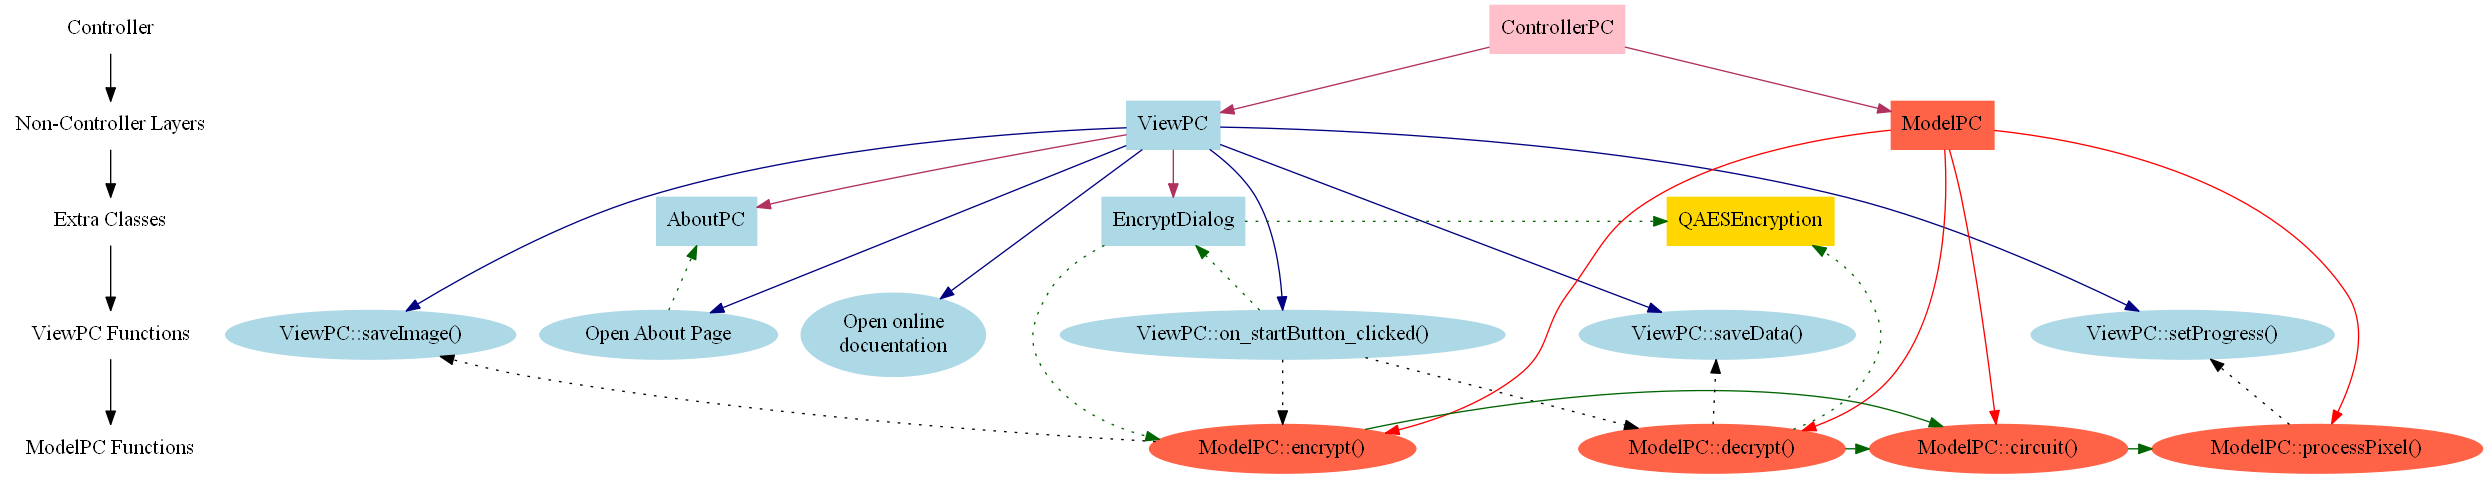 Controller
ControllerPC
Non-Controller Layers
ViewPC
ModelPC
Extra Classes
AboutPC
EncryptDialog
QAESEncryption
ViewPC Functions
ViewPC::saveImage()
Open About Page
Open online
docuentation
ViewPC::on_startButton_clicked()
ViewPC::saveData()
ViewPC::setProgress()
ModelPC Functions
ModelPC::encrypt()
ModelPC::decrypt()
ModelPC::circuit()
ModelPC::processPixel()